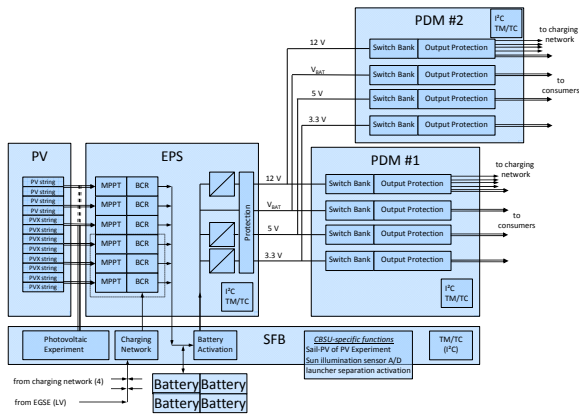 PDM #2
I²C
TM/TC
to charging
network
12 V
Switch Bank
Output Protection
VBAT
Switch Bank
Output Protection
5 V
Switch Bank
Output Protection
to
consumers
3.3 V
Switch Bank
Output Protection
PV
PV string
PV string
PV string
PV string
PVX string
PVX string
PVX string
PVX string
PVX string
PVX string
PVX string
EPS
MPPT
BCR
MPPT
BCR
MPPT
BCR
MPPT
BCR
MPPT
BCR
MPPT
BCR
Protection
I²C
TM/TC
12 V
VBAT
5 V
3.3 V
PDM #1
Switch Bank
Output Protection
Switch Bank
Output Protection
Switch Bank
Output Protection
Switch Bank
Output Protection
to charging
network
to
consumers
I²C
TM/TC
SFB
Photovoltaic
Experiment
Charging
Network
Battery
Activation
CBSU-specific functions
Sail-PV of PV Experiment
Sun illumination sensor A/D
launcher separation activation
TM/TC
(I²C)
from charging network (4)
from EGSE (LV)
Battery
Battery
Battery
Battery